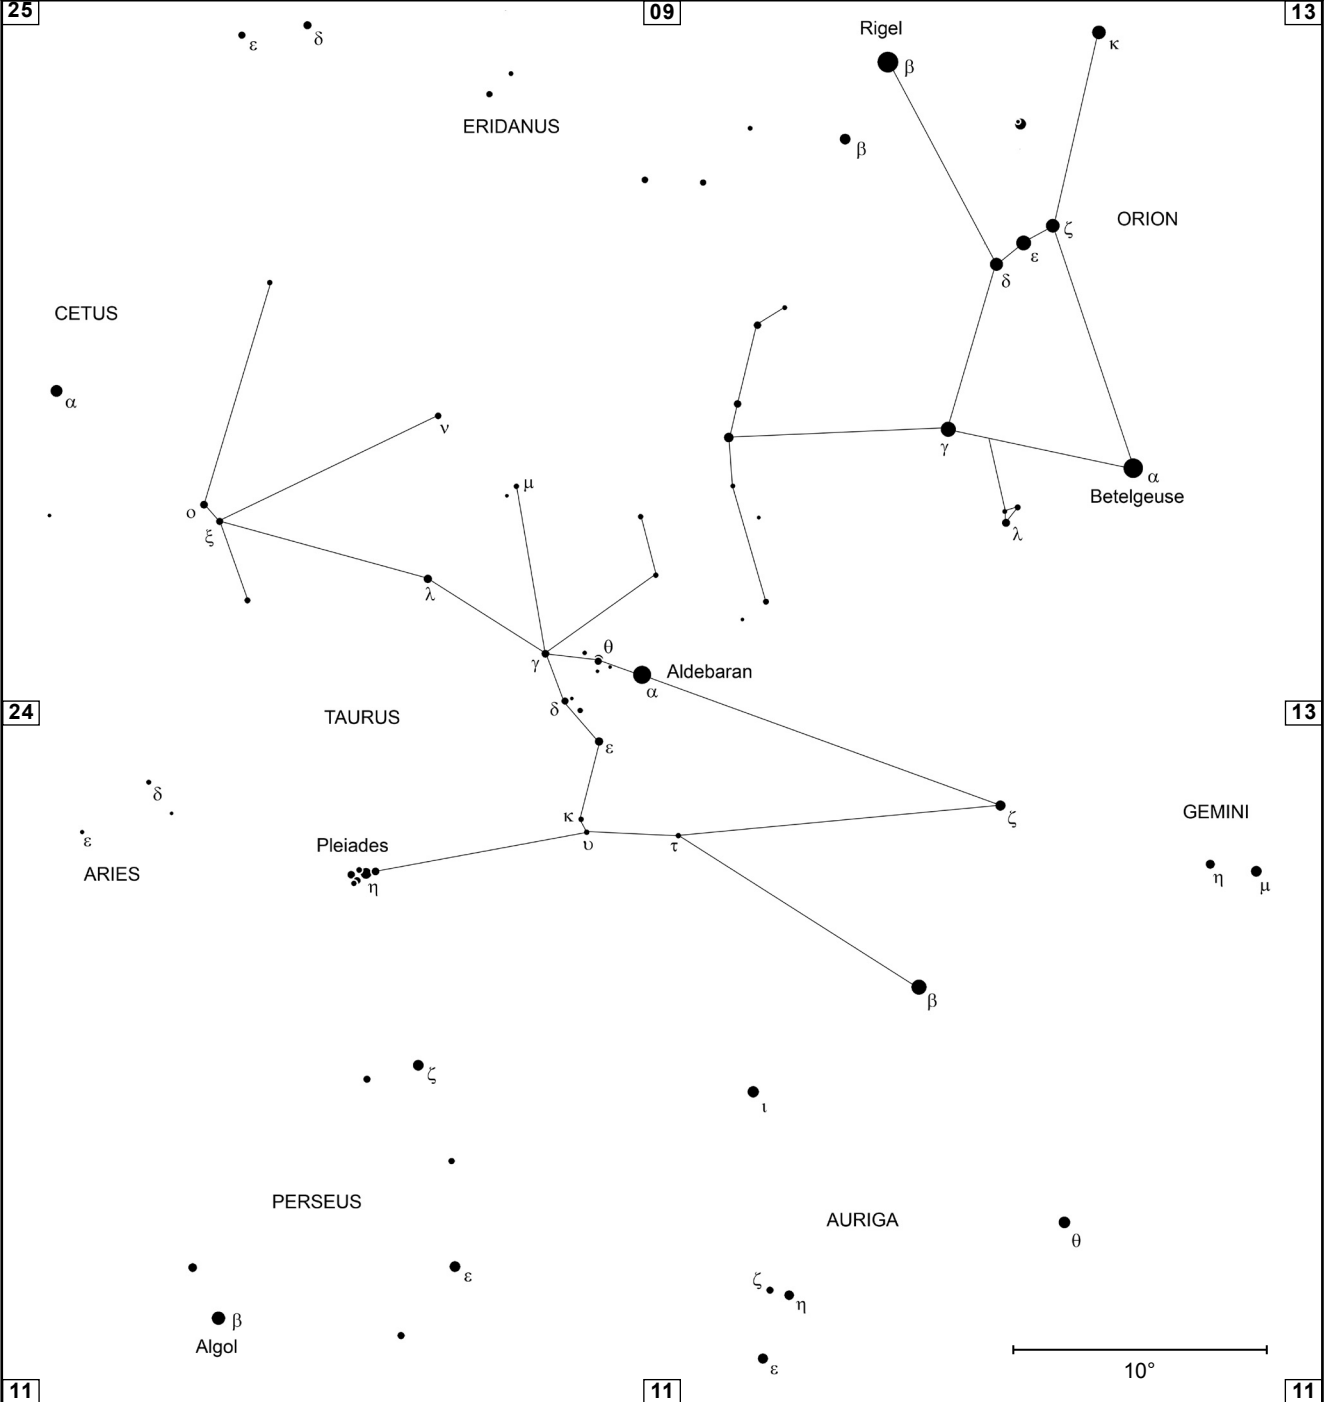 25
09
13
ε
δ
Rigel
β
κ
ERIDANUS
β
ORION
ζ
ε
δ
CETUS
α
ν
γ
α
Betelgeuse
μ
ο
ξ
λ
λ
θ
γ
Aldebaran
α
24
TAURUS
δ
13
ε
δ
ε
ARIES
κ
υ
τ
ζ
GEMINI
Pleiades
η
η
μ
β
ζ
ι
PERSEUS
AURIGA
θ
ε
ζ
η
β
Algol
ε
10°
11
11
11